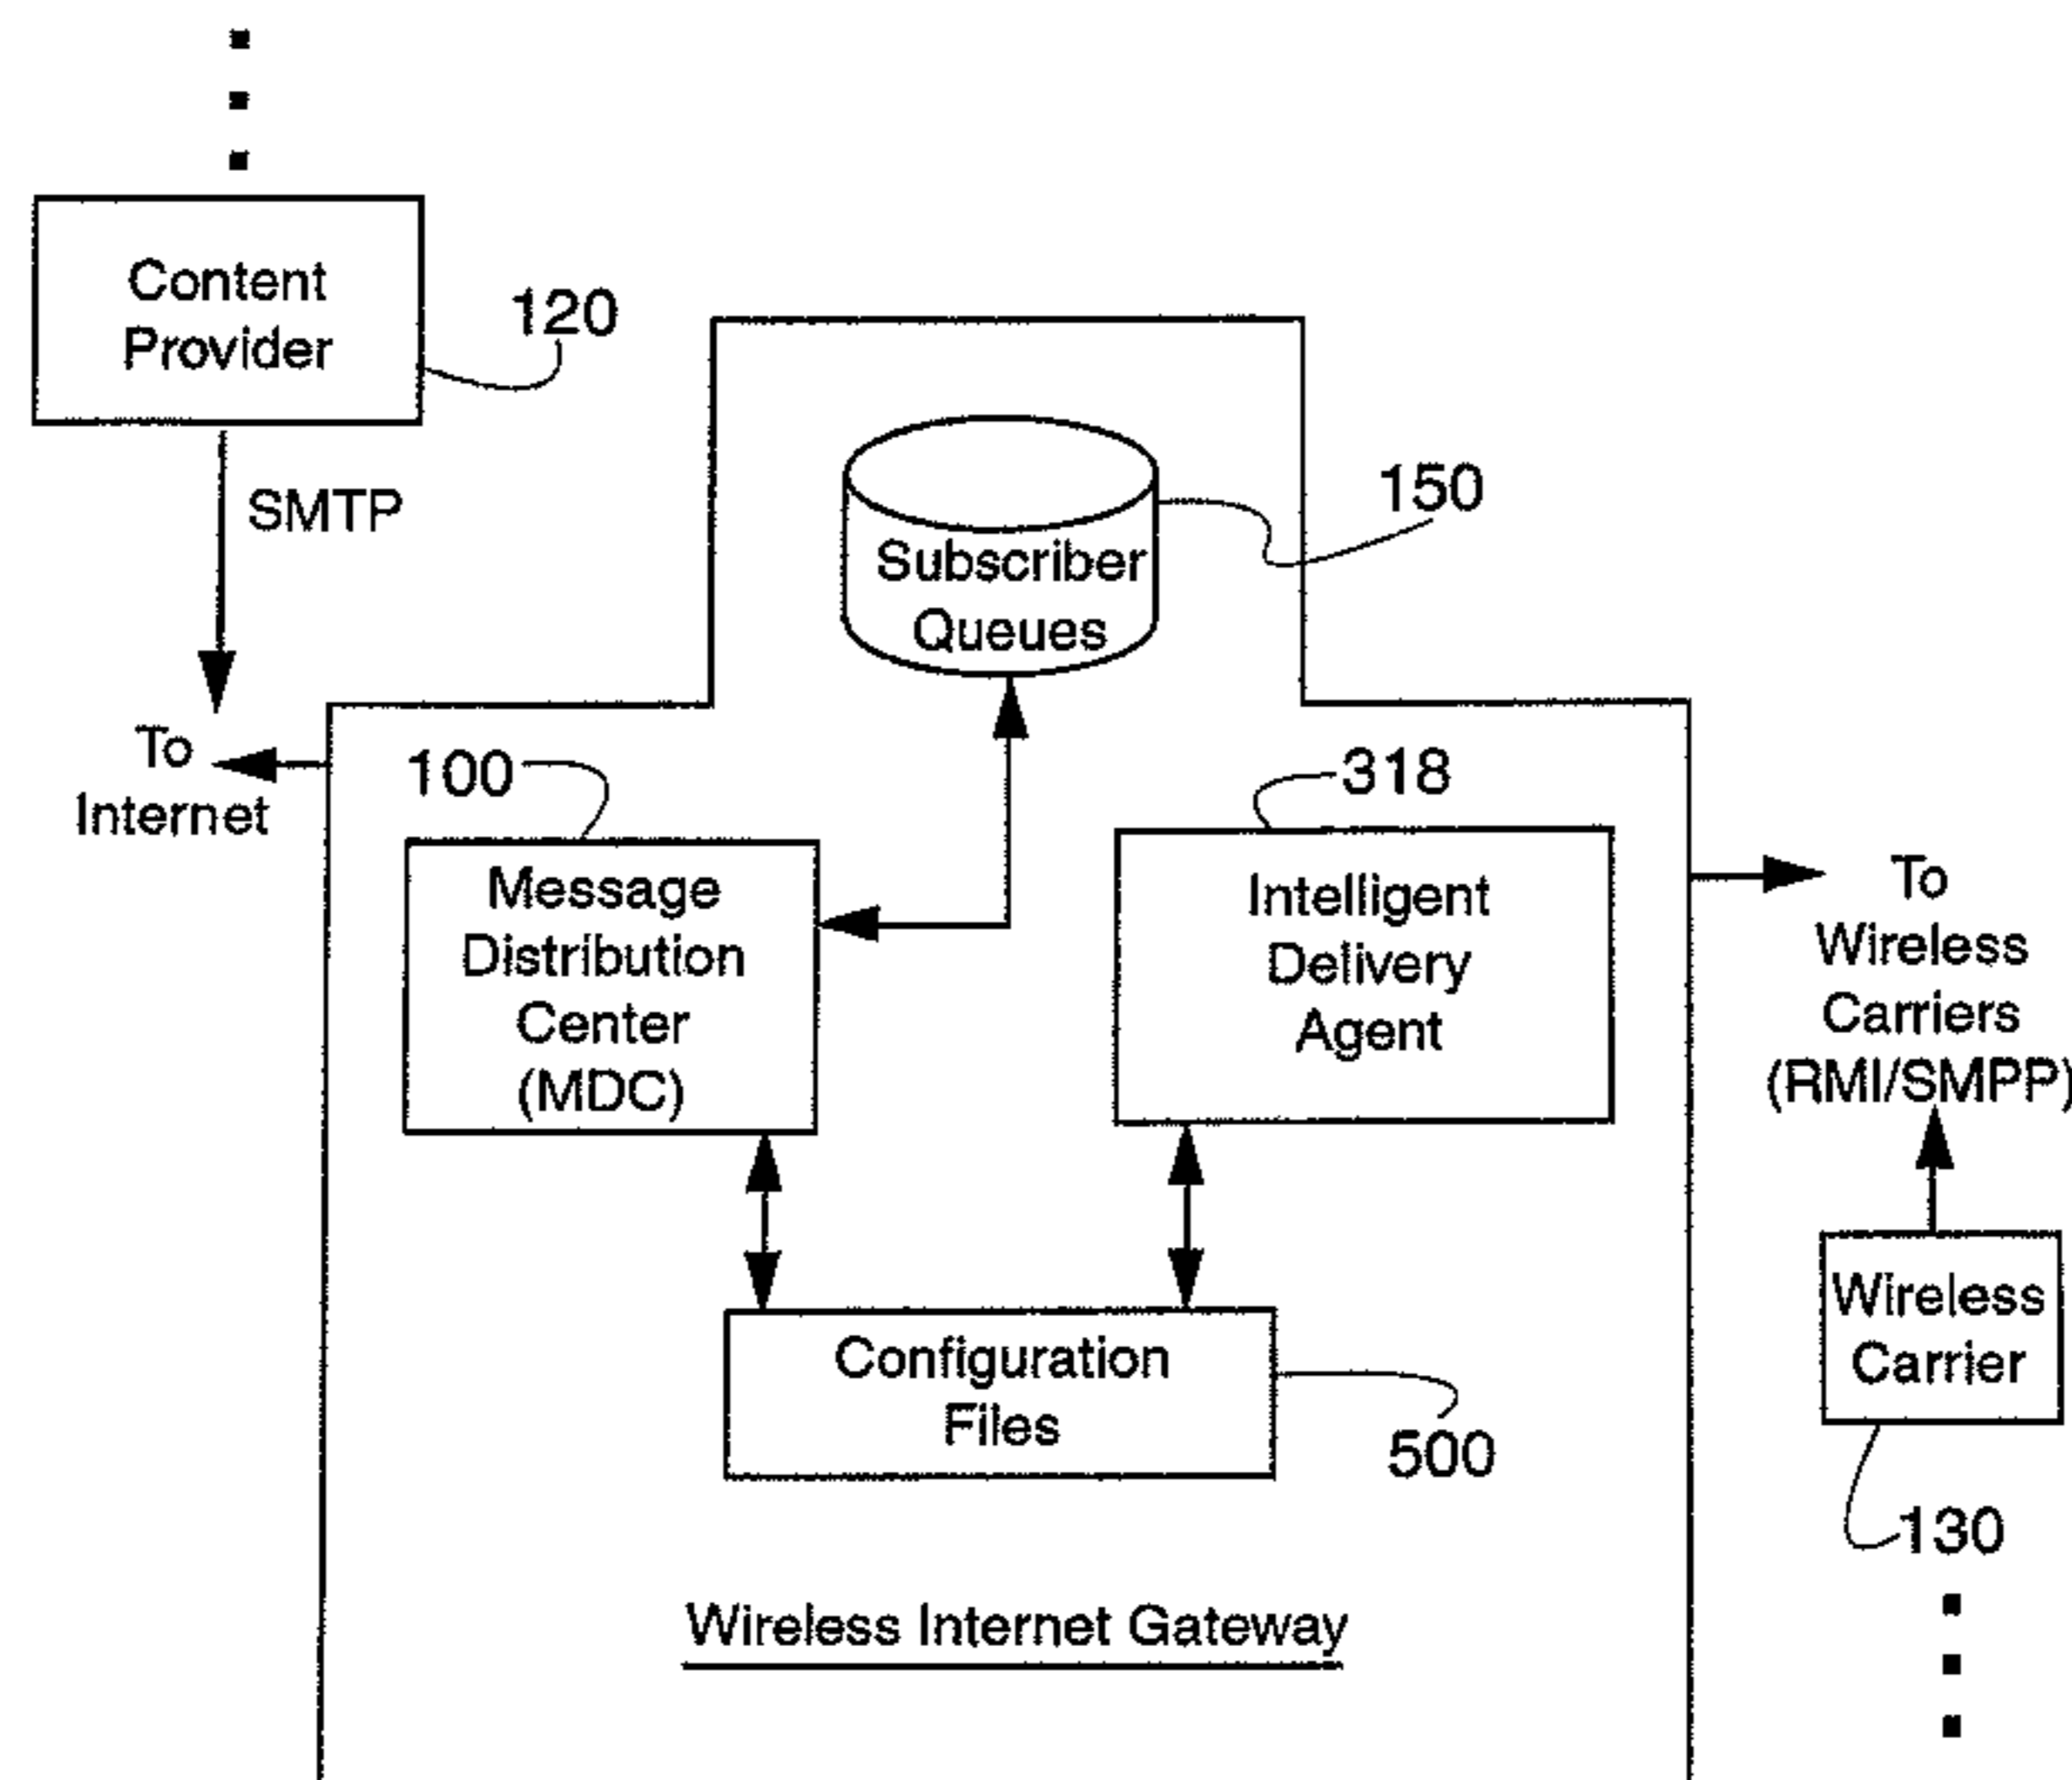 Content
Provider
120
SMTP
To
Internet
Subscriber
Queues
150
100
Message
Distribution
Center
(MDC)
318
Intelligent
Delivery
Agent
To
Wireless
Carriers
(RMI/SMPP)
Wireless
Carrier
130
Configuration
Files
500
Wireless Internet Gateway